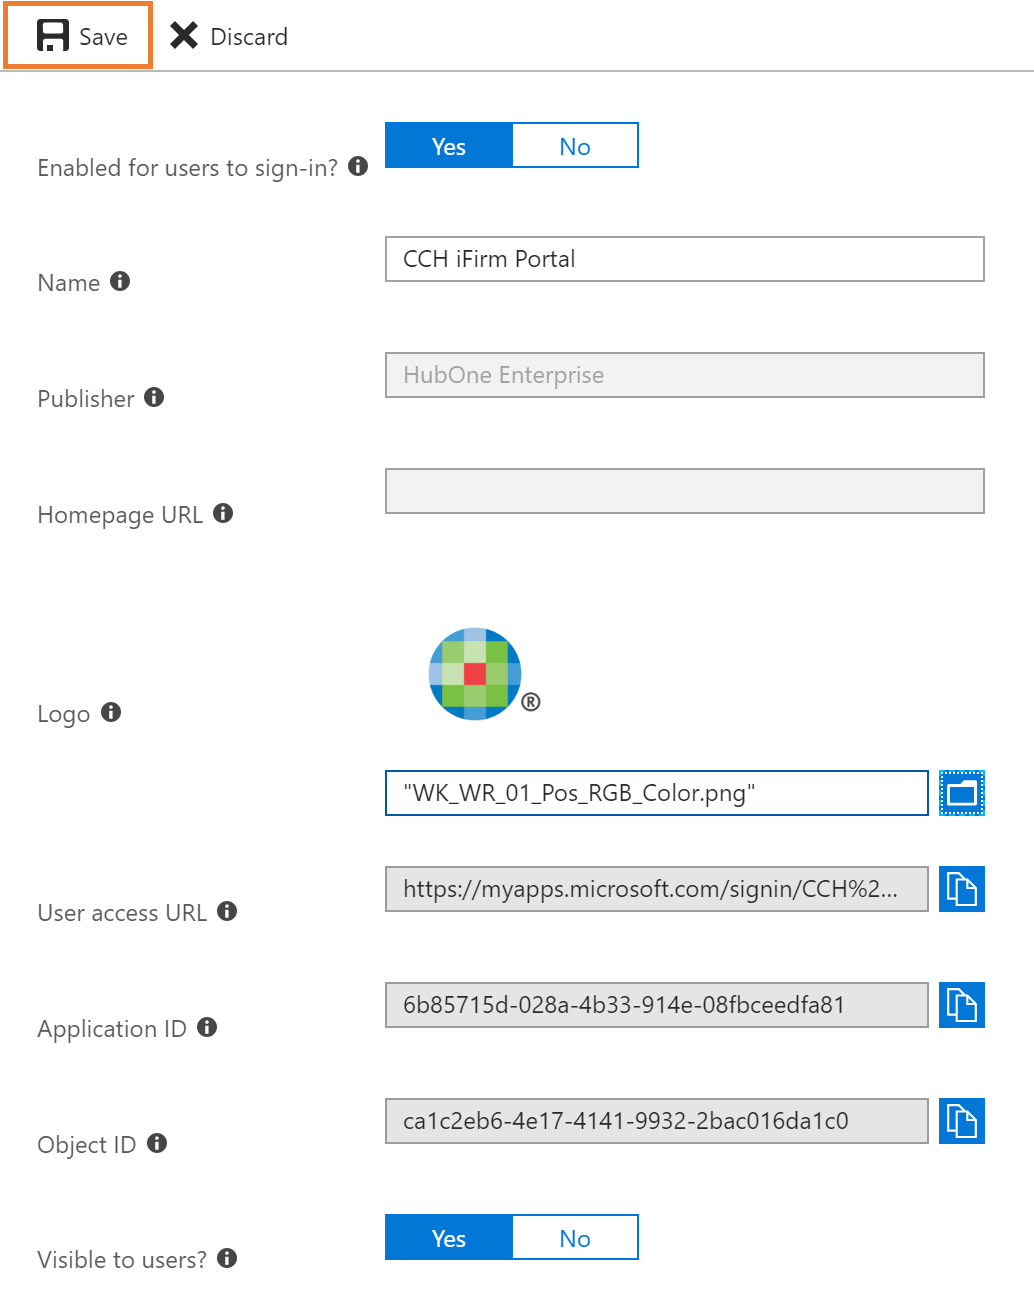 Save Discard
Enabled for users to sign-in? Yes No
Name CCH iFirm Portal
Publisher HubOne Enterprise
Homepage URL
Logo ®
"WK_WR_01_Pos_RGB_Color.png"
User access URL https://myapps.microsoft.com/signin/CCH%2...
Application ID 6b85715d-028a-4b33-914e-08fbceedfa81
Object ID ca1c2eb6-4e17-4141-9932-2bac016da1c0
Visible to users? Yes No